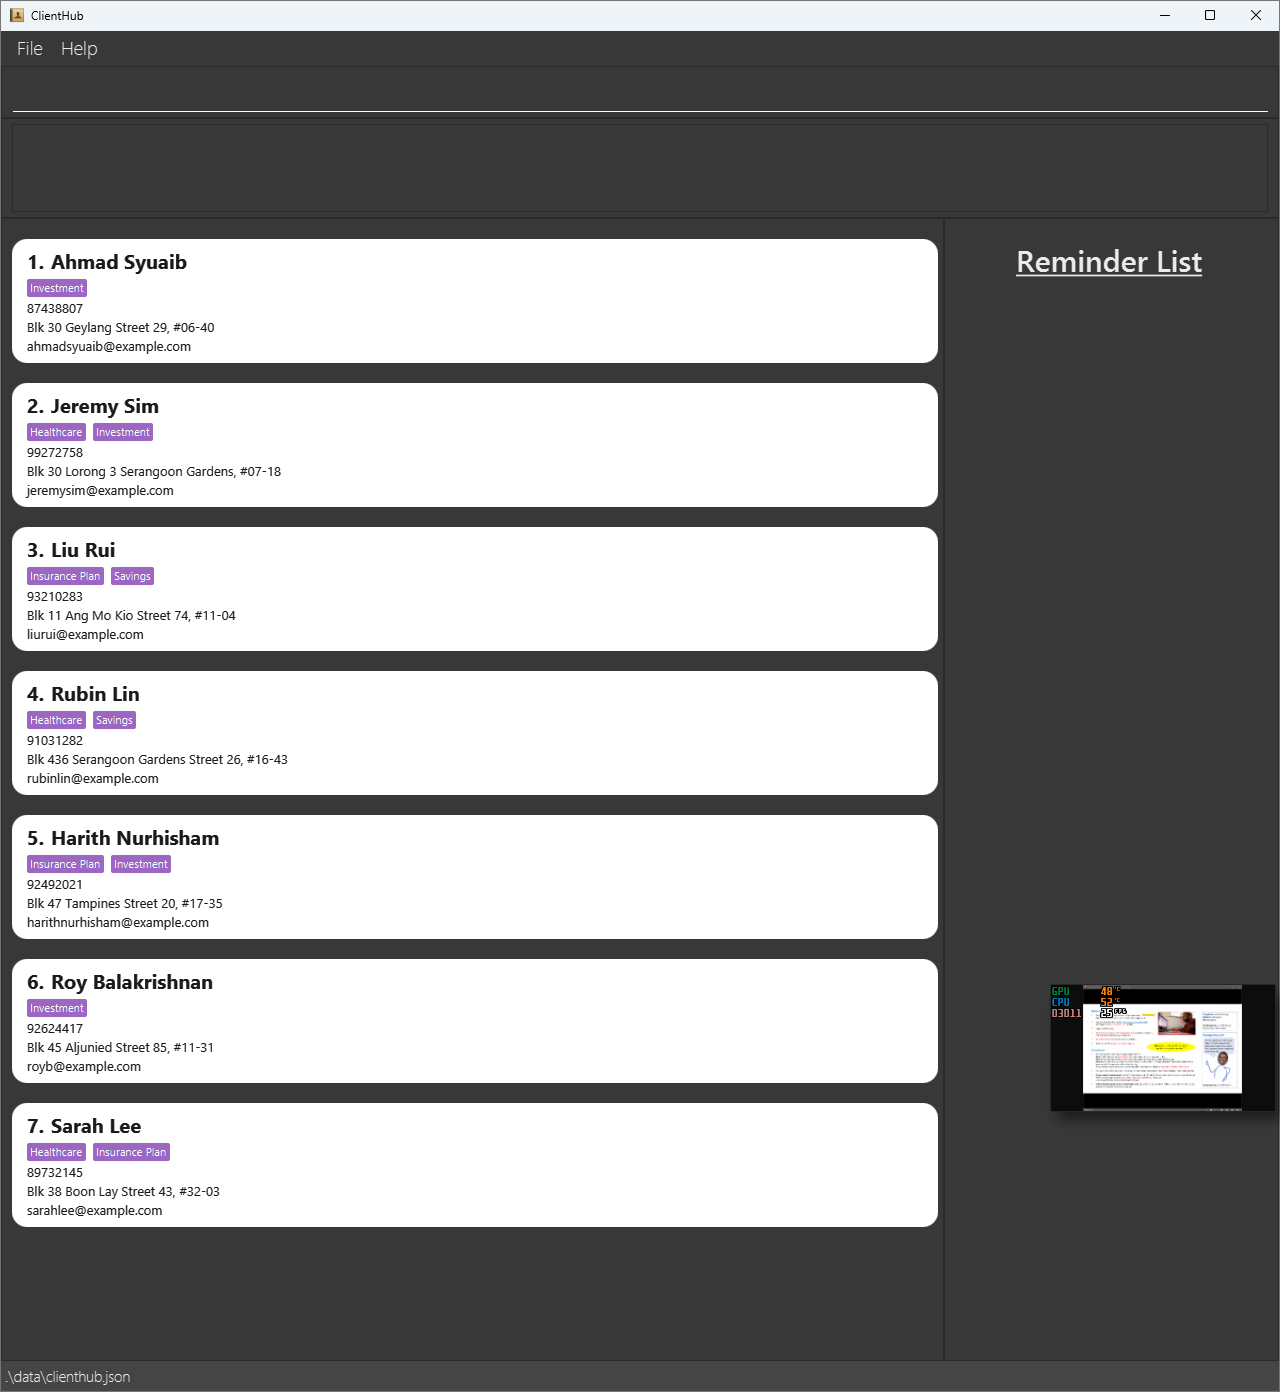 ClientHub
File Help
1. Ahmad Syuaib
Investment
87438807
Blk 30 Geylang Street 29, #06-40
ahmadsyuaib@example.com
2. Jeremy Sim
Healthcare Investment
99272758
Blk 30 Lorong 3 Serangoon Gardens, #07-18
jeremysim@example.com
3. Liu Rui
Insurance Plan Savings
93210283
Blk 11 Ang Mo Kio Street 74, #11-04
liurui@example.com
4. Rubin Lin
Healthcare Savings
91031282
Blk 436 Serangoon Gardens Street 26, #16-43
rubinlin@example.com
5. Harith Nurhisham
Insurance Plan Investment
92492021
Blk 47 Tampines Street 20, #17-35
harithnurhisham@example.com
6. Roy Balakrishnan
Investment
92624417
Blk 45 Aljunied Street 85, #11-31
royb@example.com
7. Sarah Lee
Healthcare Insurance Plan
89732145
Blk 38 Boon Lay Street 43, #32-03
sarahlee@example.com
Reminder List
GPU 48 °C
CPU 52 °C
D3D11 25 FPS
.\data\clienthub.json